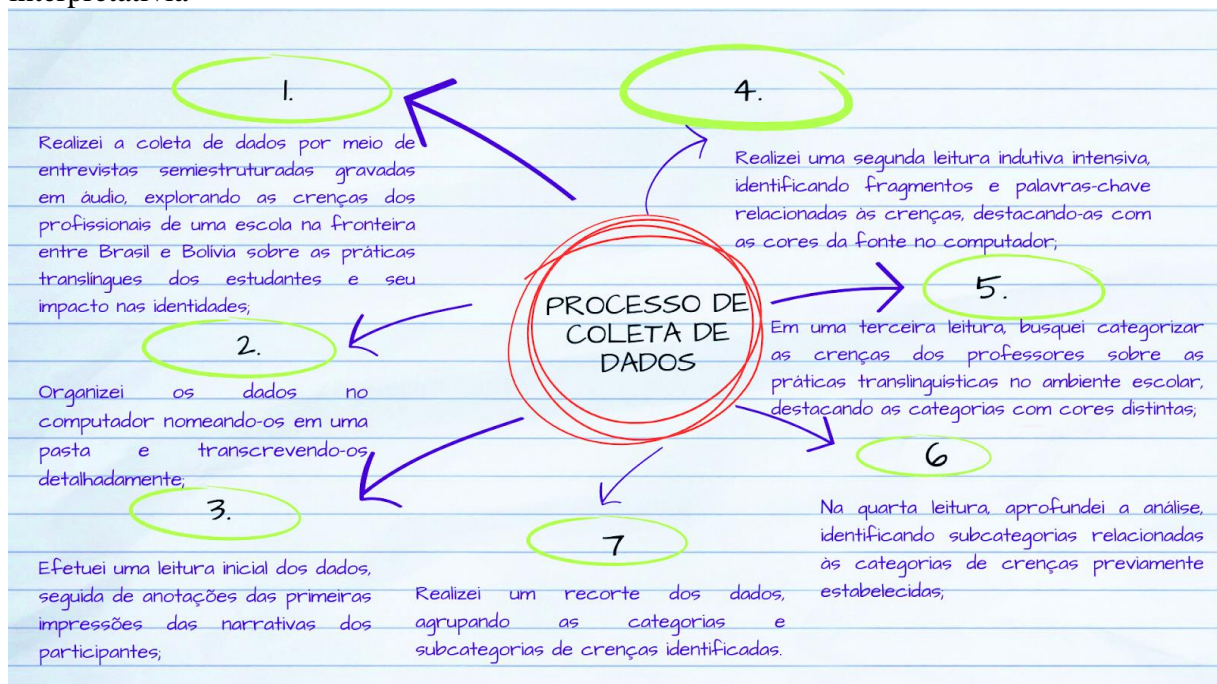 1.
Realizei a coleta de dados por meio de
entrevistas semiestruturadas gravadas
em áudio, explorando as crenças dos
profissionais de uma escola na fronteira
entre Brasil e Bolívia sobre as práticas
translíngues dos estudantes e seu
impacto nas identidades;
2.
Organizei os dados no
computador nomeando-os em uma
pasta e transcrevendo-os
detalhadamente;
3.
Efetuei uma leitura inicial dos dados,
seguida de anotações das primeiras
impressões das narrativas dos
participantes;
PROCESSO DE
COLETA DE
DADOS
4.
Realizei uma segunda leitura indutiva intensiva,
identificando fragmentos e palavras-chave
relacionadas às crenças, destacando-as com
as cores da fonte no computador;
5.
Em uma terceira leitura, busquei categorizar
as crenças dos professores sobre as
práticas translinguísticas no ambiente escolar,
destacando as categorias com cores distintas;
6
Na quarta leitura, aprofundei a análise,
identificando subcategorias relacionadas
às categorias de crenças previamente
estabelecidas;
7
Realizei um recorte dos dados,
agrupando as categorias e
subcategorias de crenças identificadas.